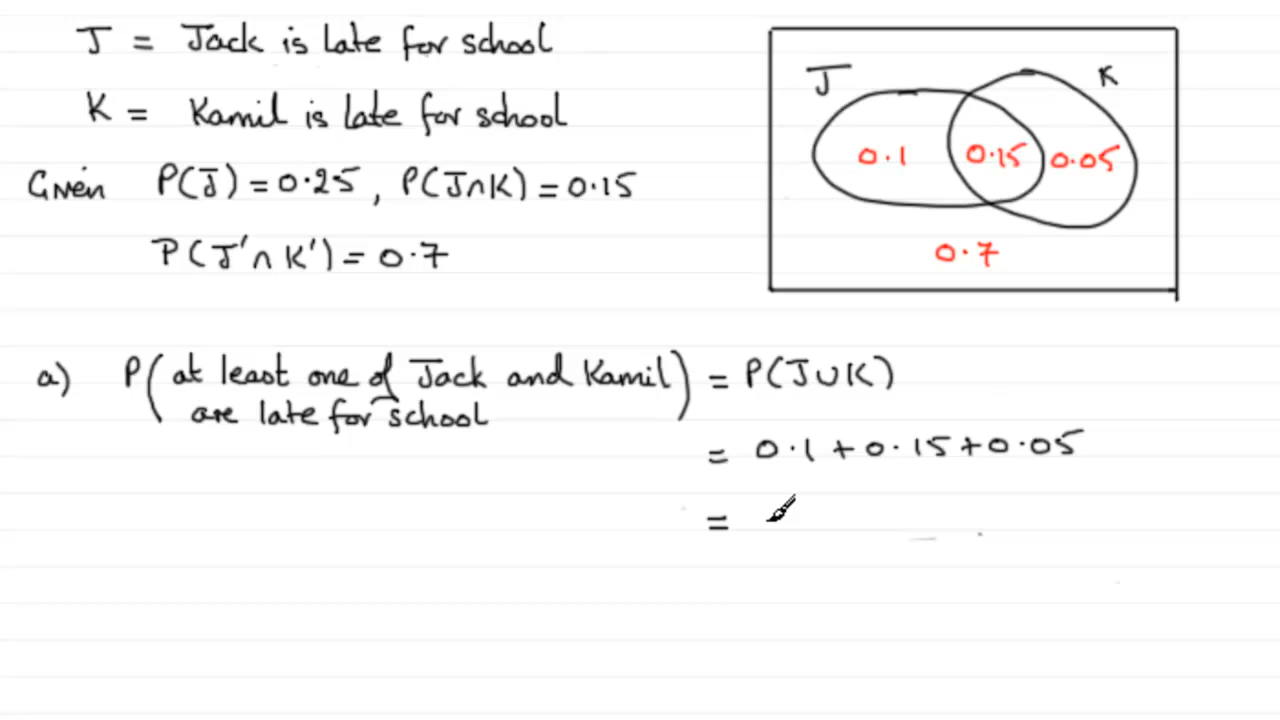 J = Jack is late for school
K = Kamil is late for school
Given P(J) = 0.25 , P(J∩K) = 0.15
P(J′∩K′) = 0.7
J K
0.1 0.15 0.05
0.7
a) P(at least one of Jack and Kamil are late for school) = P(J∪K)
= 0.1 + 0.15 + 0.05
=